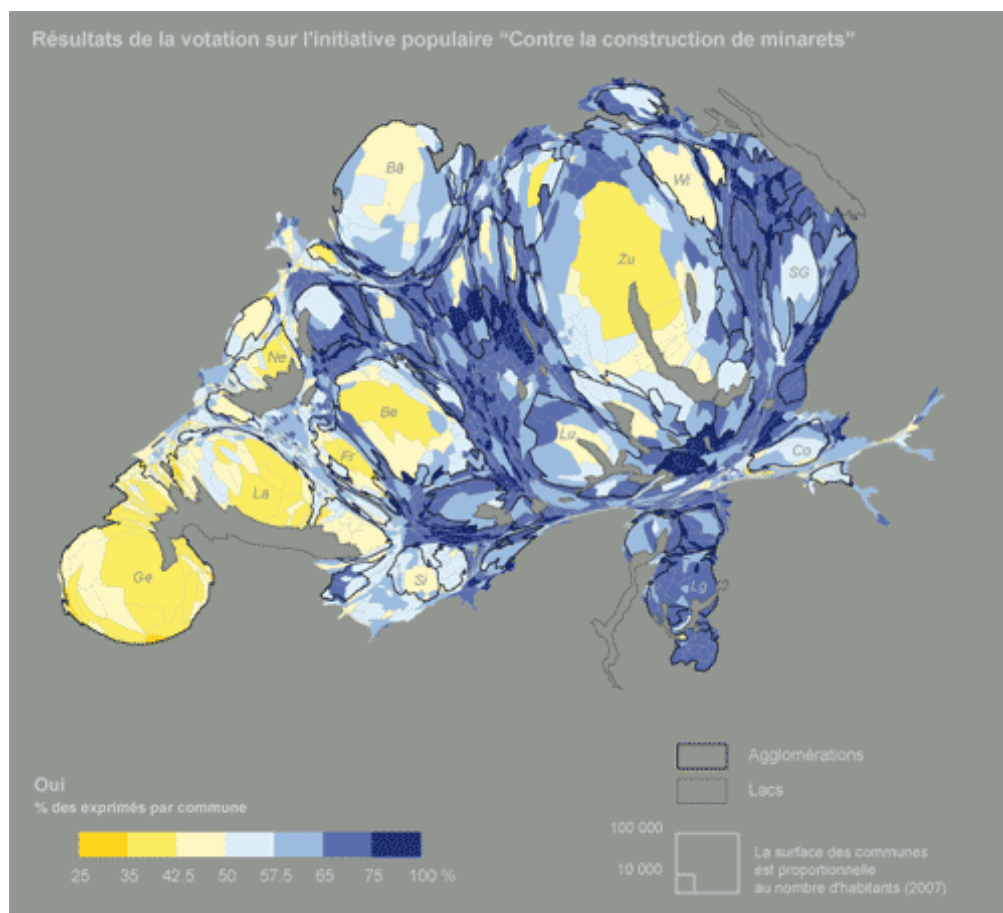 Résultats de la votation sur l'initiative populaire "Contre la construction de minarets"
Bâ
Wi
Zu
SG
Ne
Be
Lu
Fr
Co
La
Ge
Si
Lg
Agglomérations
Oui
Lacs
% des exprimés par commune
100 000
10 000
La surface des communes
est proportionnelle
au nombre d'habitants (2007)
25 35 42.5 50 57.5 65 75 100 %